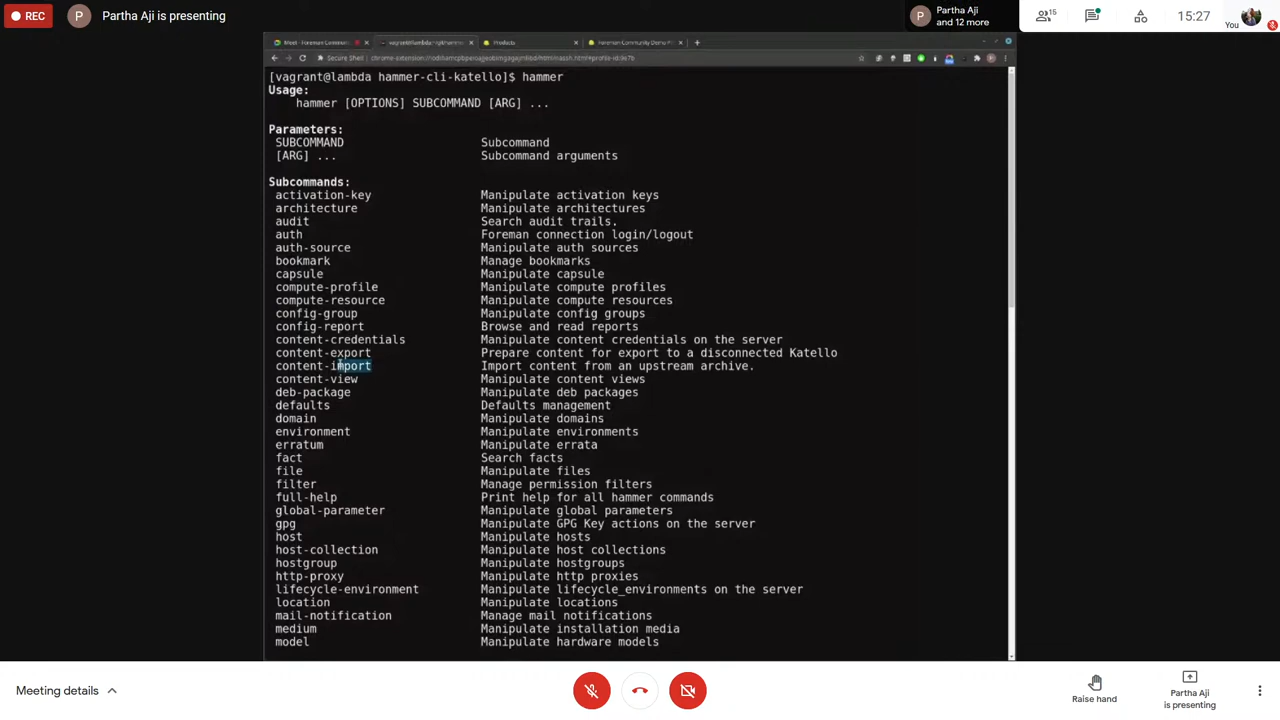 REC
P
Partha Aji is presenting
P
Partha Aji
and 12 more
15
15:27
You
Products
Secure Shell
[vagrant@lambda hammer-cli-katello]$ hammer
Usage:
hammer [OPTIONS] SUBCOMMAND [ARG] ...
Parameters:
SUBCOMMAND Subcommand
[ARG] ... Subcommand arguments
Subcommands:
activation-key Manipulate activation keys
architecture Manipulate architectures
audit Search audit trails.
auth Foreman connection login/logout
auth-source Manipulate auth sources
bookmark Manage bookmarks
capsule Manipulate capsule
compute-profile Manipulate compute profiles
compute-resource Manipulate compute resources
config-group Manipulate config groups
config-report Browse and read reports
content-credentials Manipulate content credentials on the server
content-export Prepare content for export to a disconnected Katello
content-import Import content from an upstream archive.
content-view Manipulate content views
deb-package Manipulate deb packages
defaults Defaults management
domain Manipulate domains
environment Manipulate environments
erratum Manipulate errata
fact Search facts
file Manipulate files
filter Manage permission filters
full-help Print help for all hammer commands
global-parameter Manipulate global parameters
gpg Manipulate GPG Key actions on the server
host Manipulate hosts
host-collection Manipulate host collections
hostgroup Manipulate hostgroups
http-proxy Manipulate http proxies
lifecycle-environment Manipulate lifecycle_environments on the server
location Manipulate locations
mail-notification Manage mail notifications
medium Manipulate installation media
model Manipulate hardware models
Meeting details
Raise hand
Partha Aji
is presenting